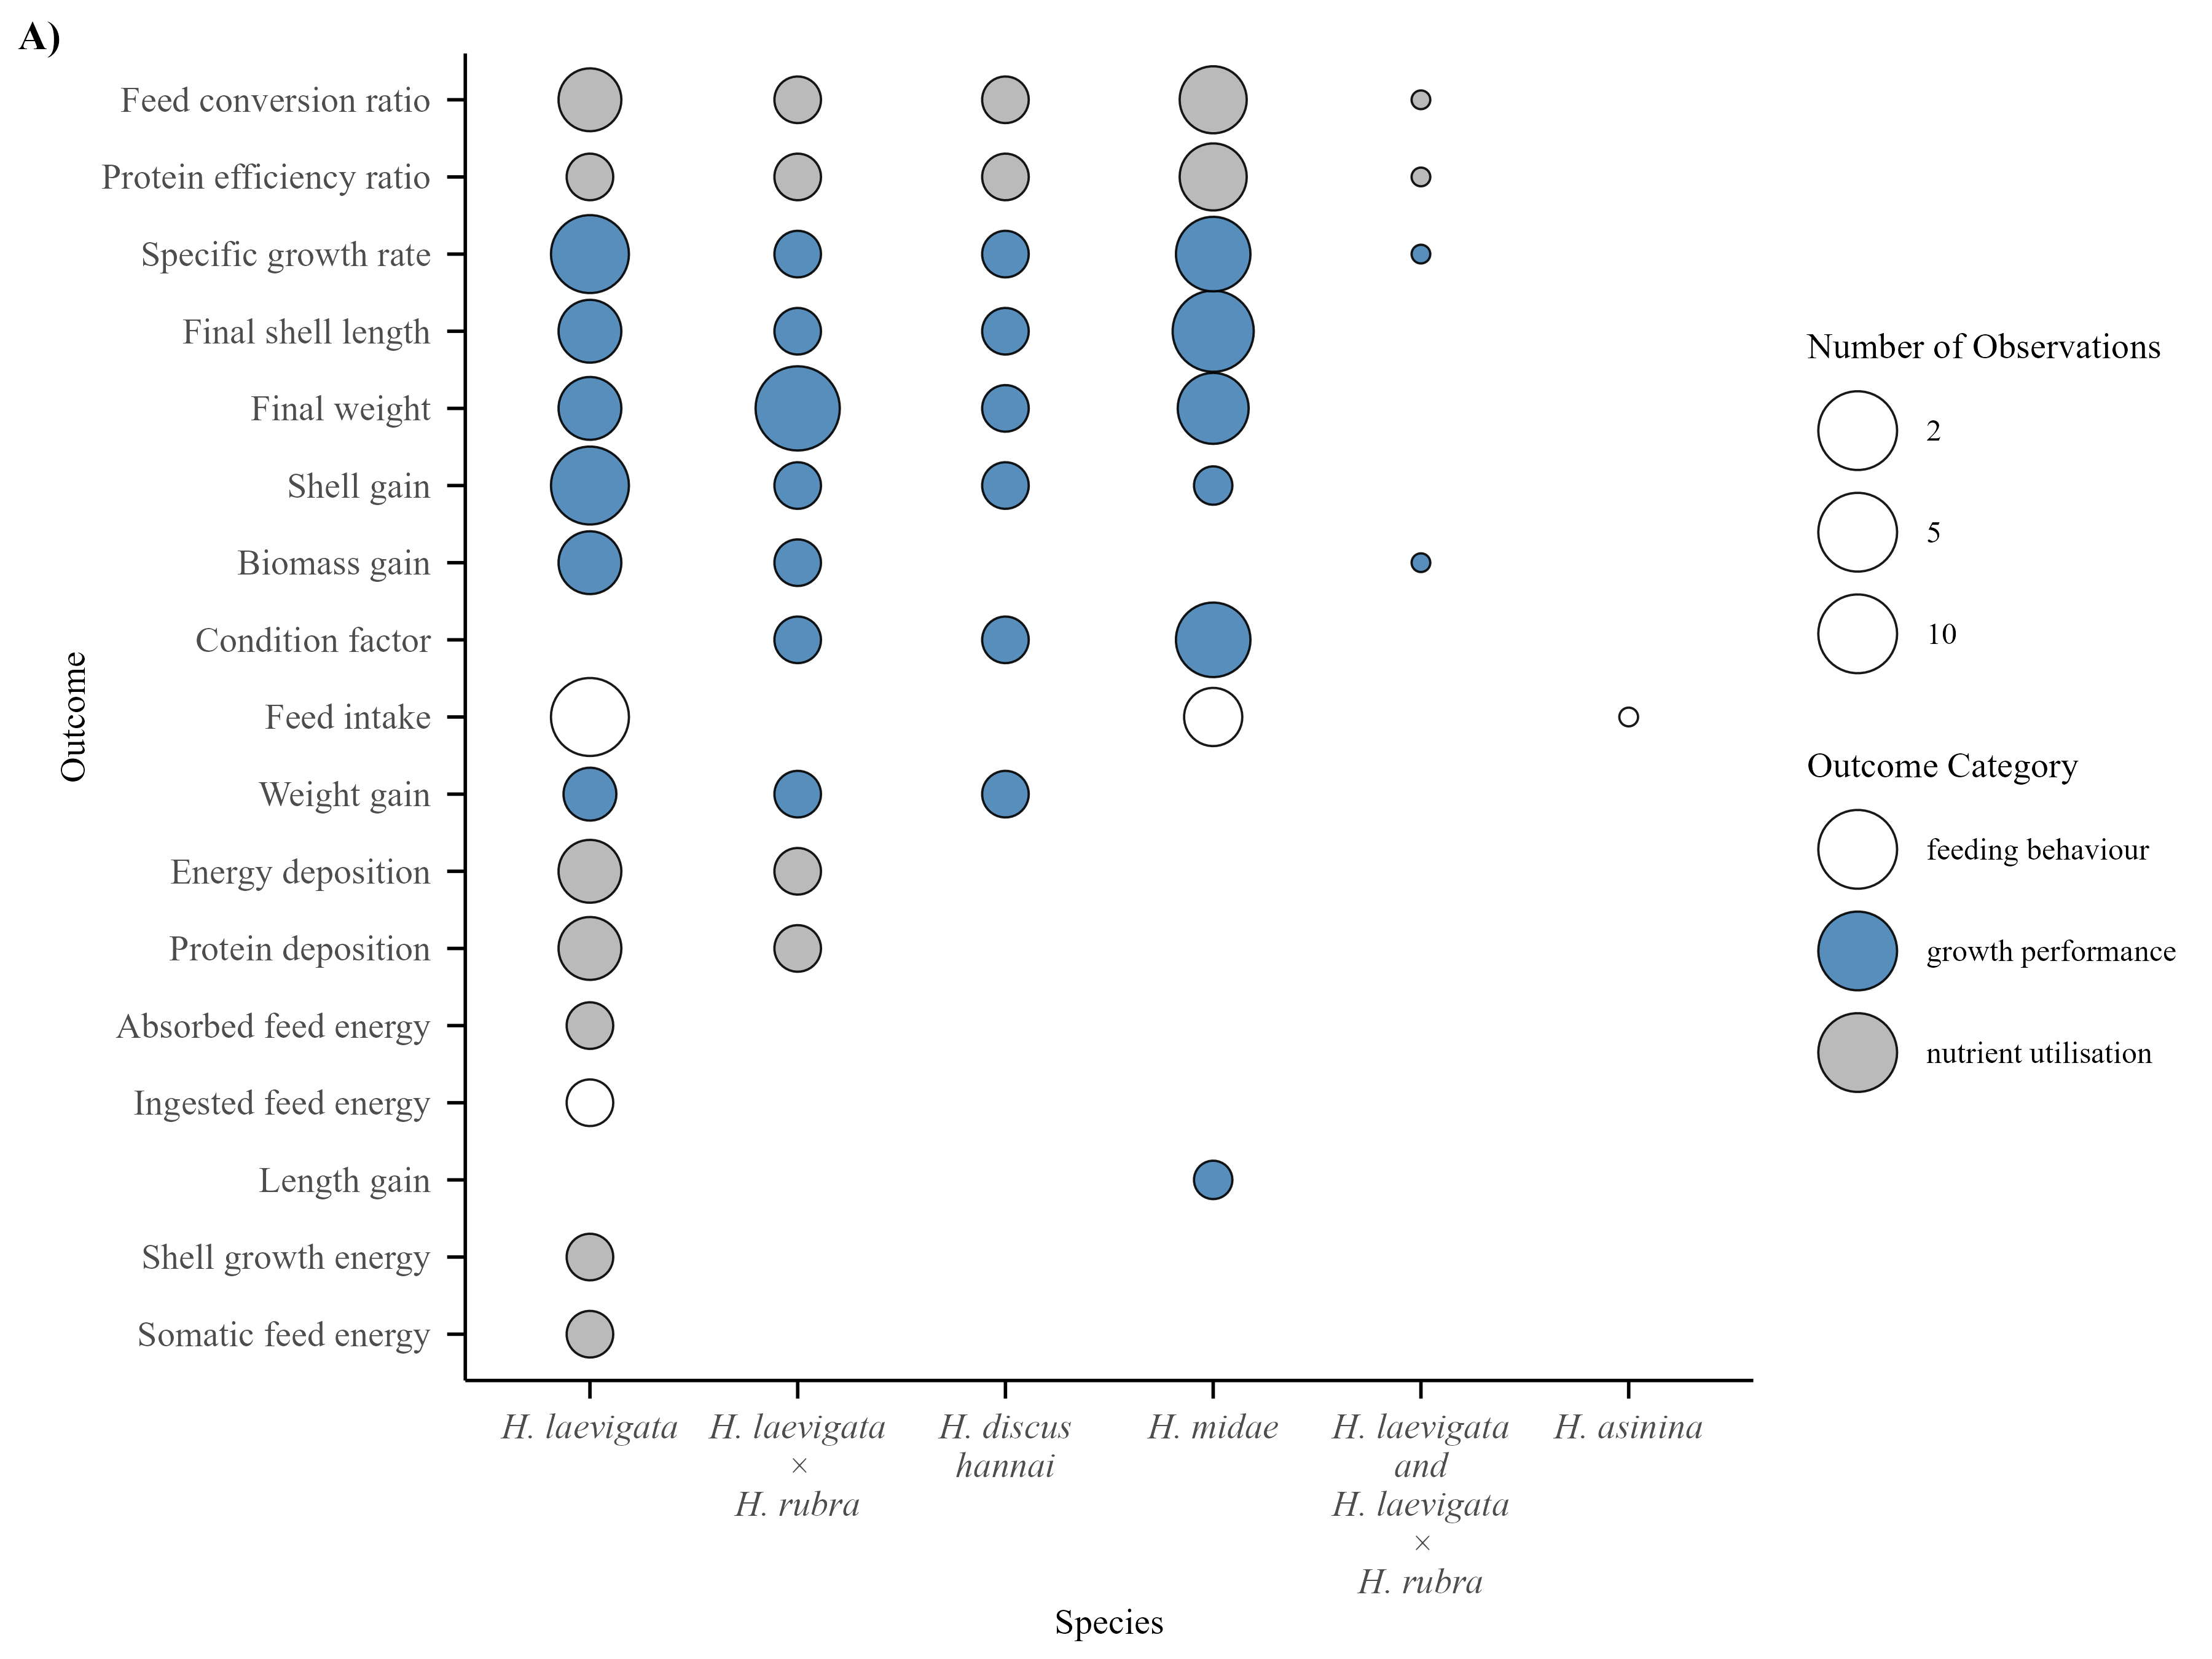 A)
Feed conversion ratio
Protein efficiency ratio
Specific growth rate
Final shell length
Final weight
Shell gain
Biomass gain
Condition factor
Feed intake
Weight gain
Energy deposition
Protein deposition
Absorbed feed energy
Ingested feed energy
Length gain
Shell growth energy
Somatic feed energy
Outcome
H. laevigata
H. laevigata
×
H. rubra
H. discus
hannai
H. midae
H. laevigata
and
H. laevigata
×
H. rubra
H. asinina
Species
Number of Observations
2
5
10
Outcome Category
feeding behaviour
growth performance
nutrient utilisation